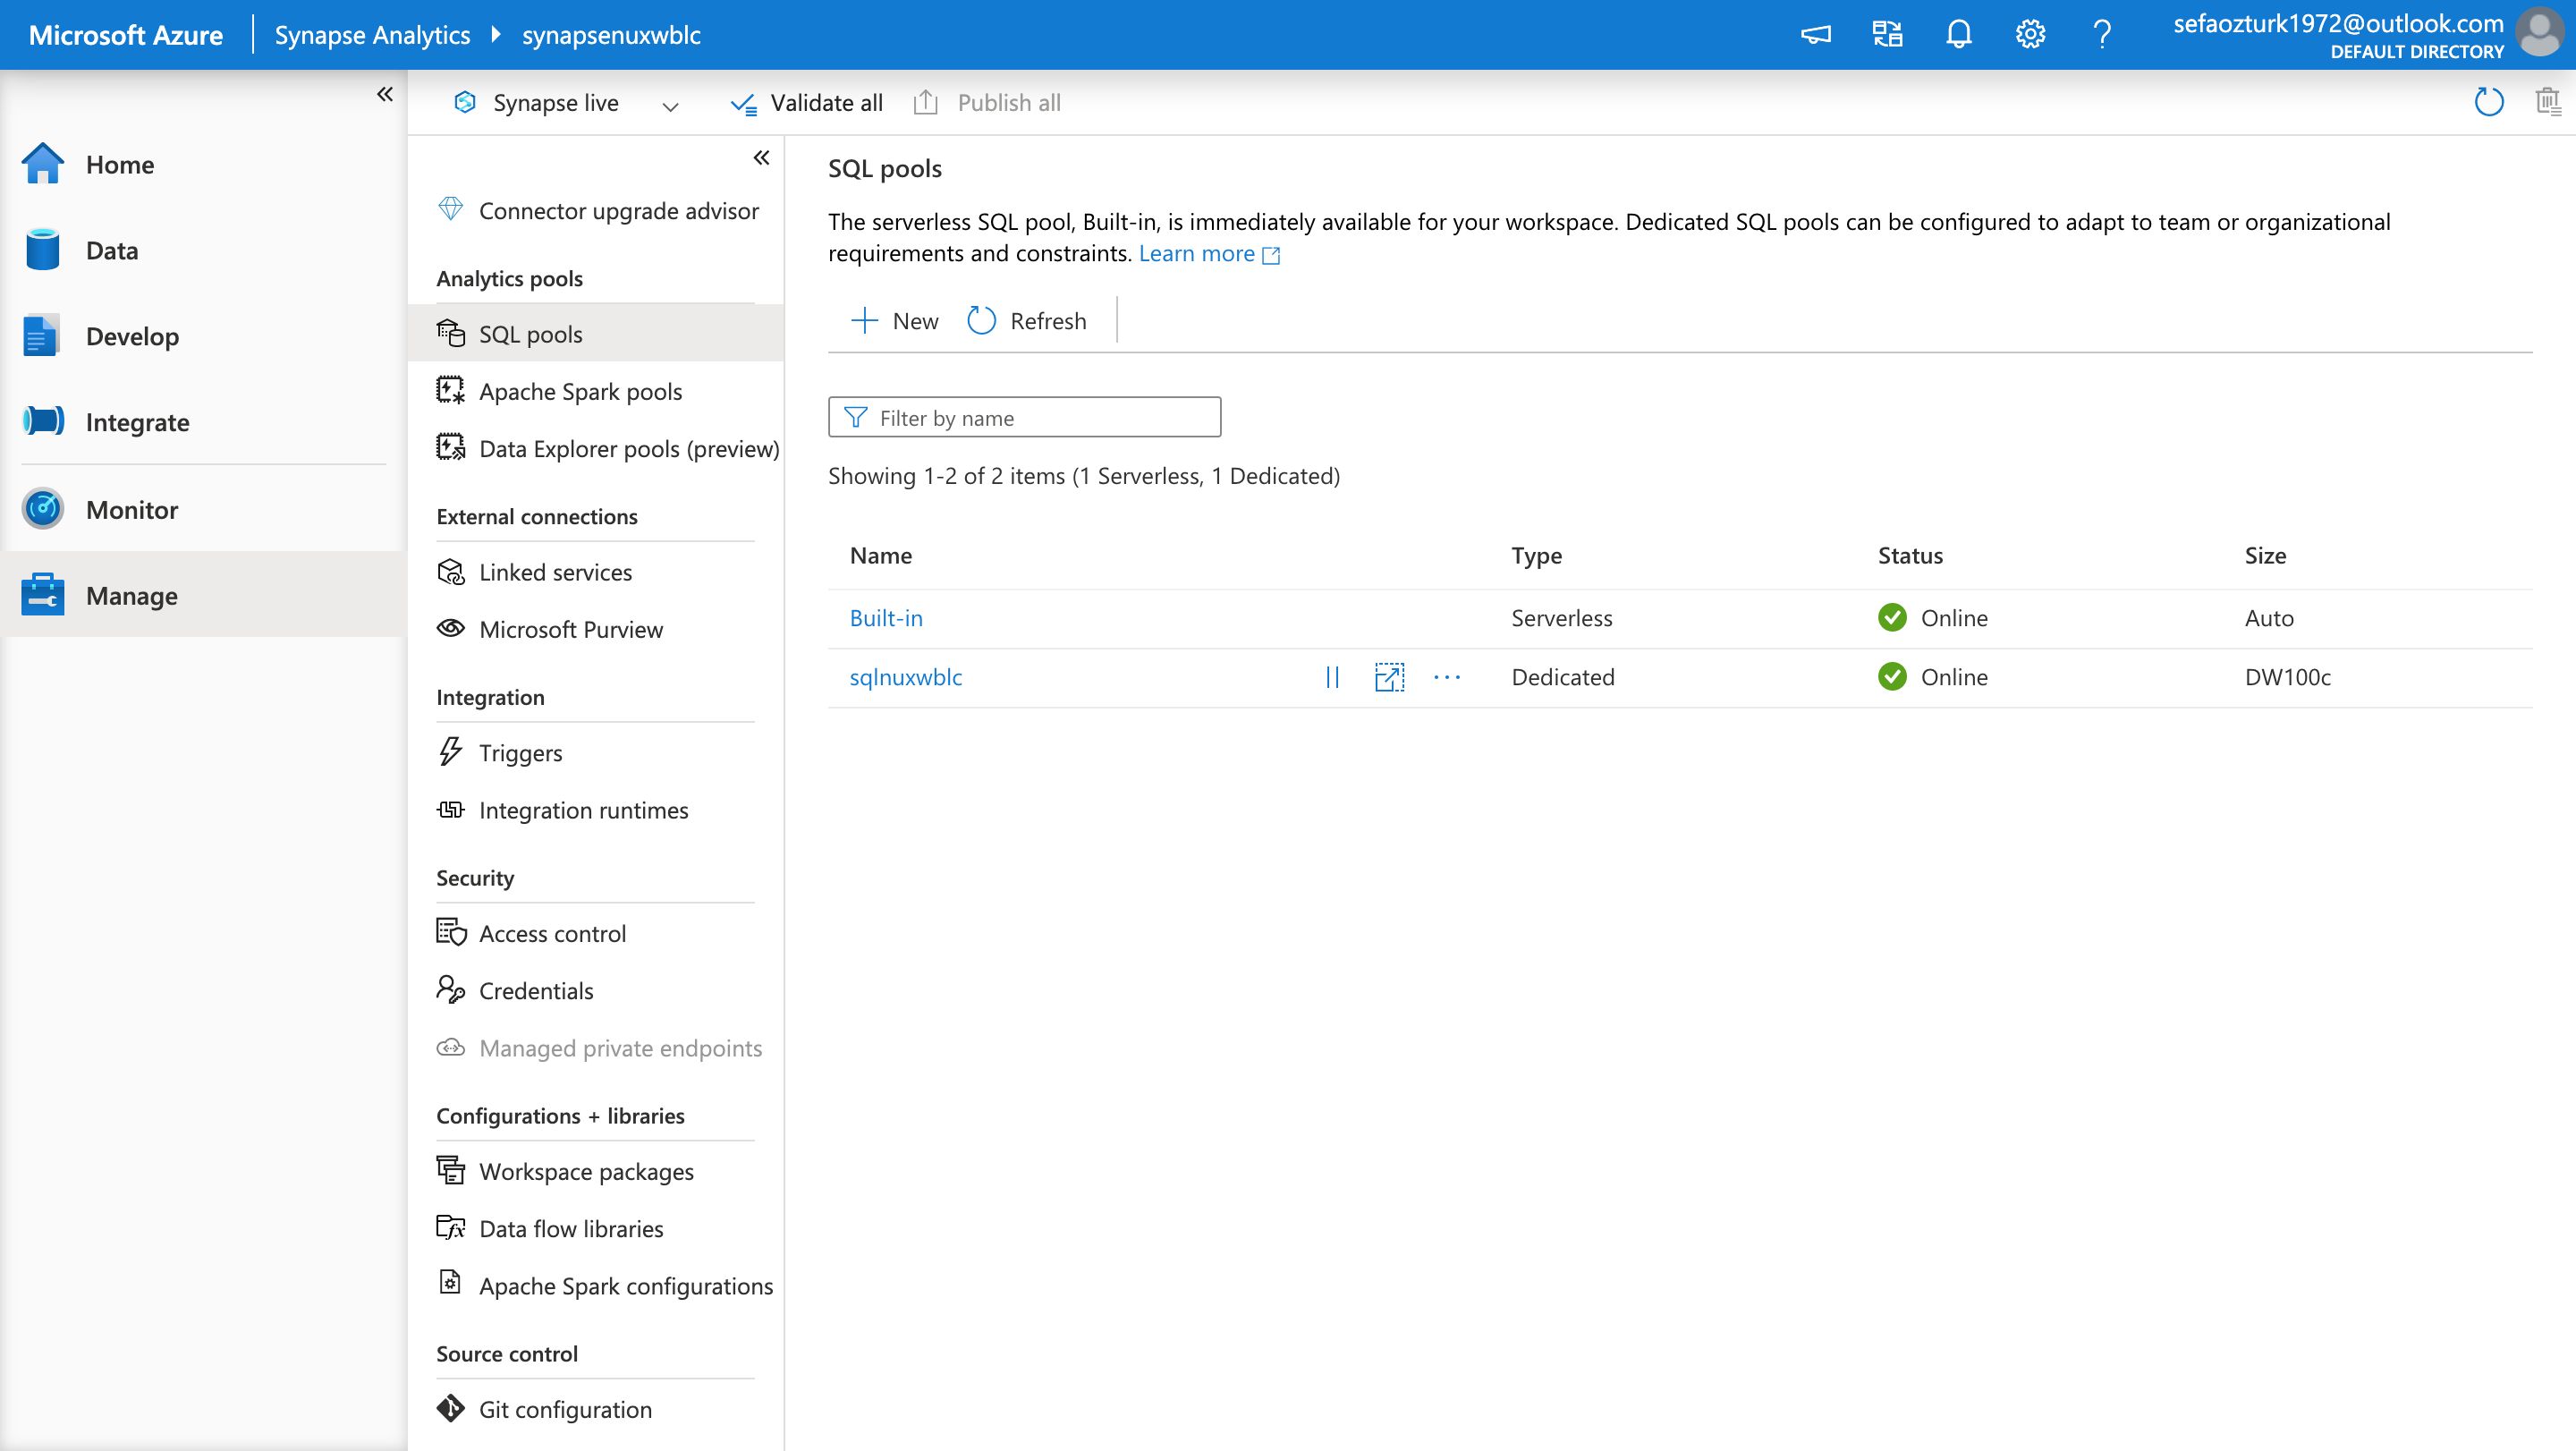 Microsoft Azure
Synapse Analytics
synapsenuxwblc
sefaozturk1972@outlook.com
DEFAULT DIRECTORY
Synapse live
Validate all
Publish all
Home
Data
Develop
Integrate
Monitor
Manage
Connector upgrade advisor
Analytics pools
SQL pools
Apache Spark pools
Data Explorer pools (preview)
External connections
Linked services
Microsoft Purview
Integration
Triggers
Integration runtimes
Security
Access control
Credentials
Managed private endpoints
Configurations + libraries
Workspace packages
Data flow libraries
Apache Spark configurations
Source control
Git configuration
SQL pools
The serverless SQL pool, Built-in, is immediately available for your workspace. Dedicated SQL pools can be configured to adapt to team or organizational
requirements and constraints. Learn more
New
Refresh
Filter by name
Showing 1-2 of 2 items (1 Serverless, 1 Dedicated)
Name Type Status Size
Built-in Serverless Online Auto
sqlnuxwblc Dedicated Online DW100c